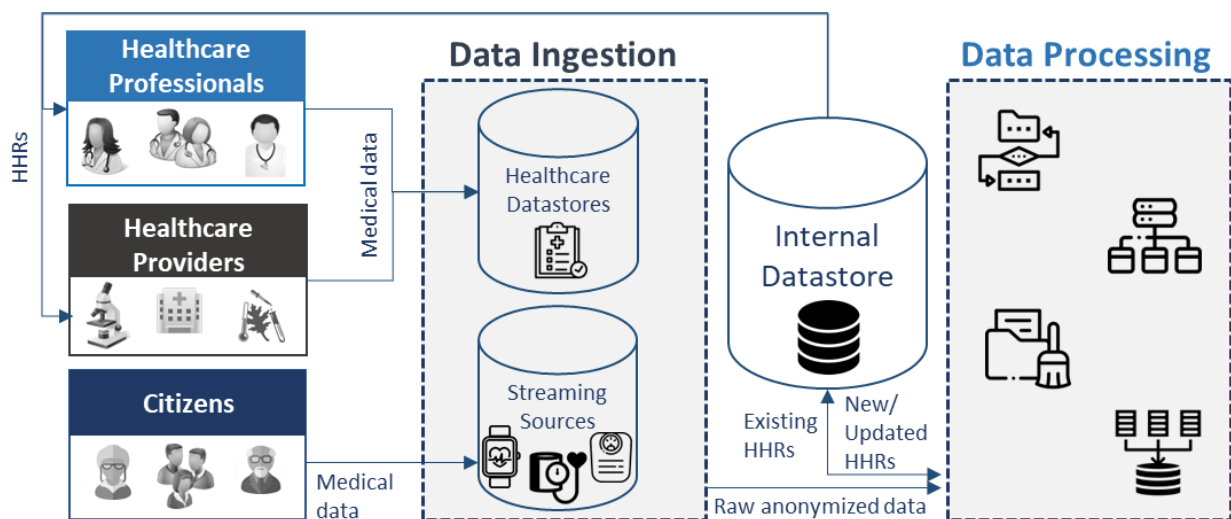 Healthcare
Professionals
Data Ingestion
Data Processing
HHRs
Medical data
Healthcare
Datastores
Healthcare
Providers
Internal
Datastore
Citizens
Streaming
Sources
Medical
data
Existing
HHRs
New/
Updated
HHRs
Raw anonymized data